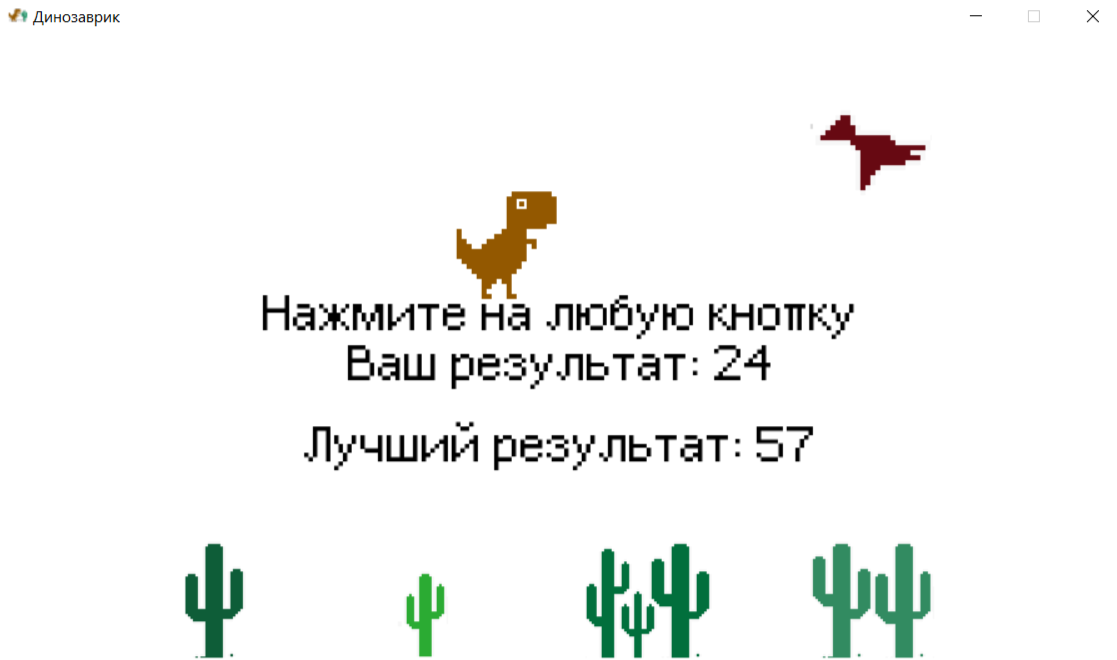 Динозаврик
Нажмите на любую кнопку
Ваш результат: 24
Лучший результат: 57